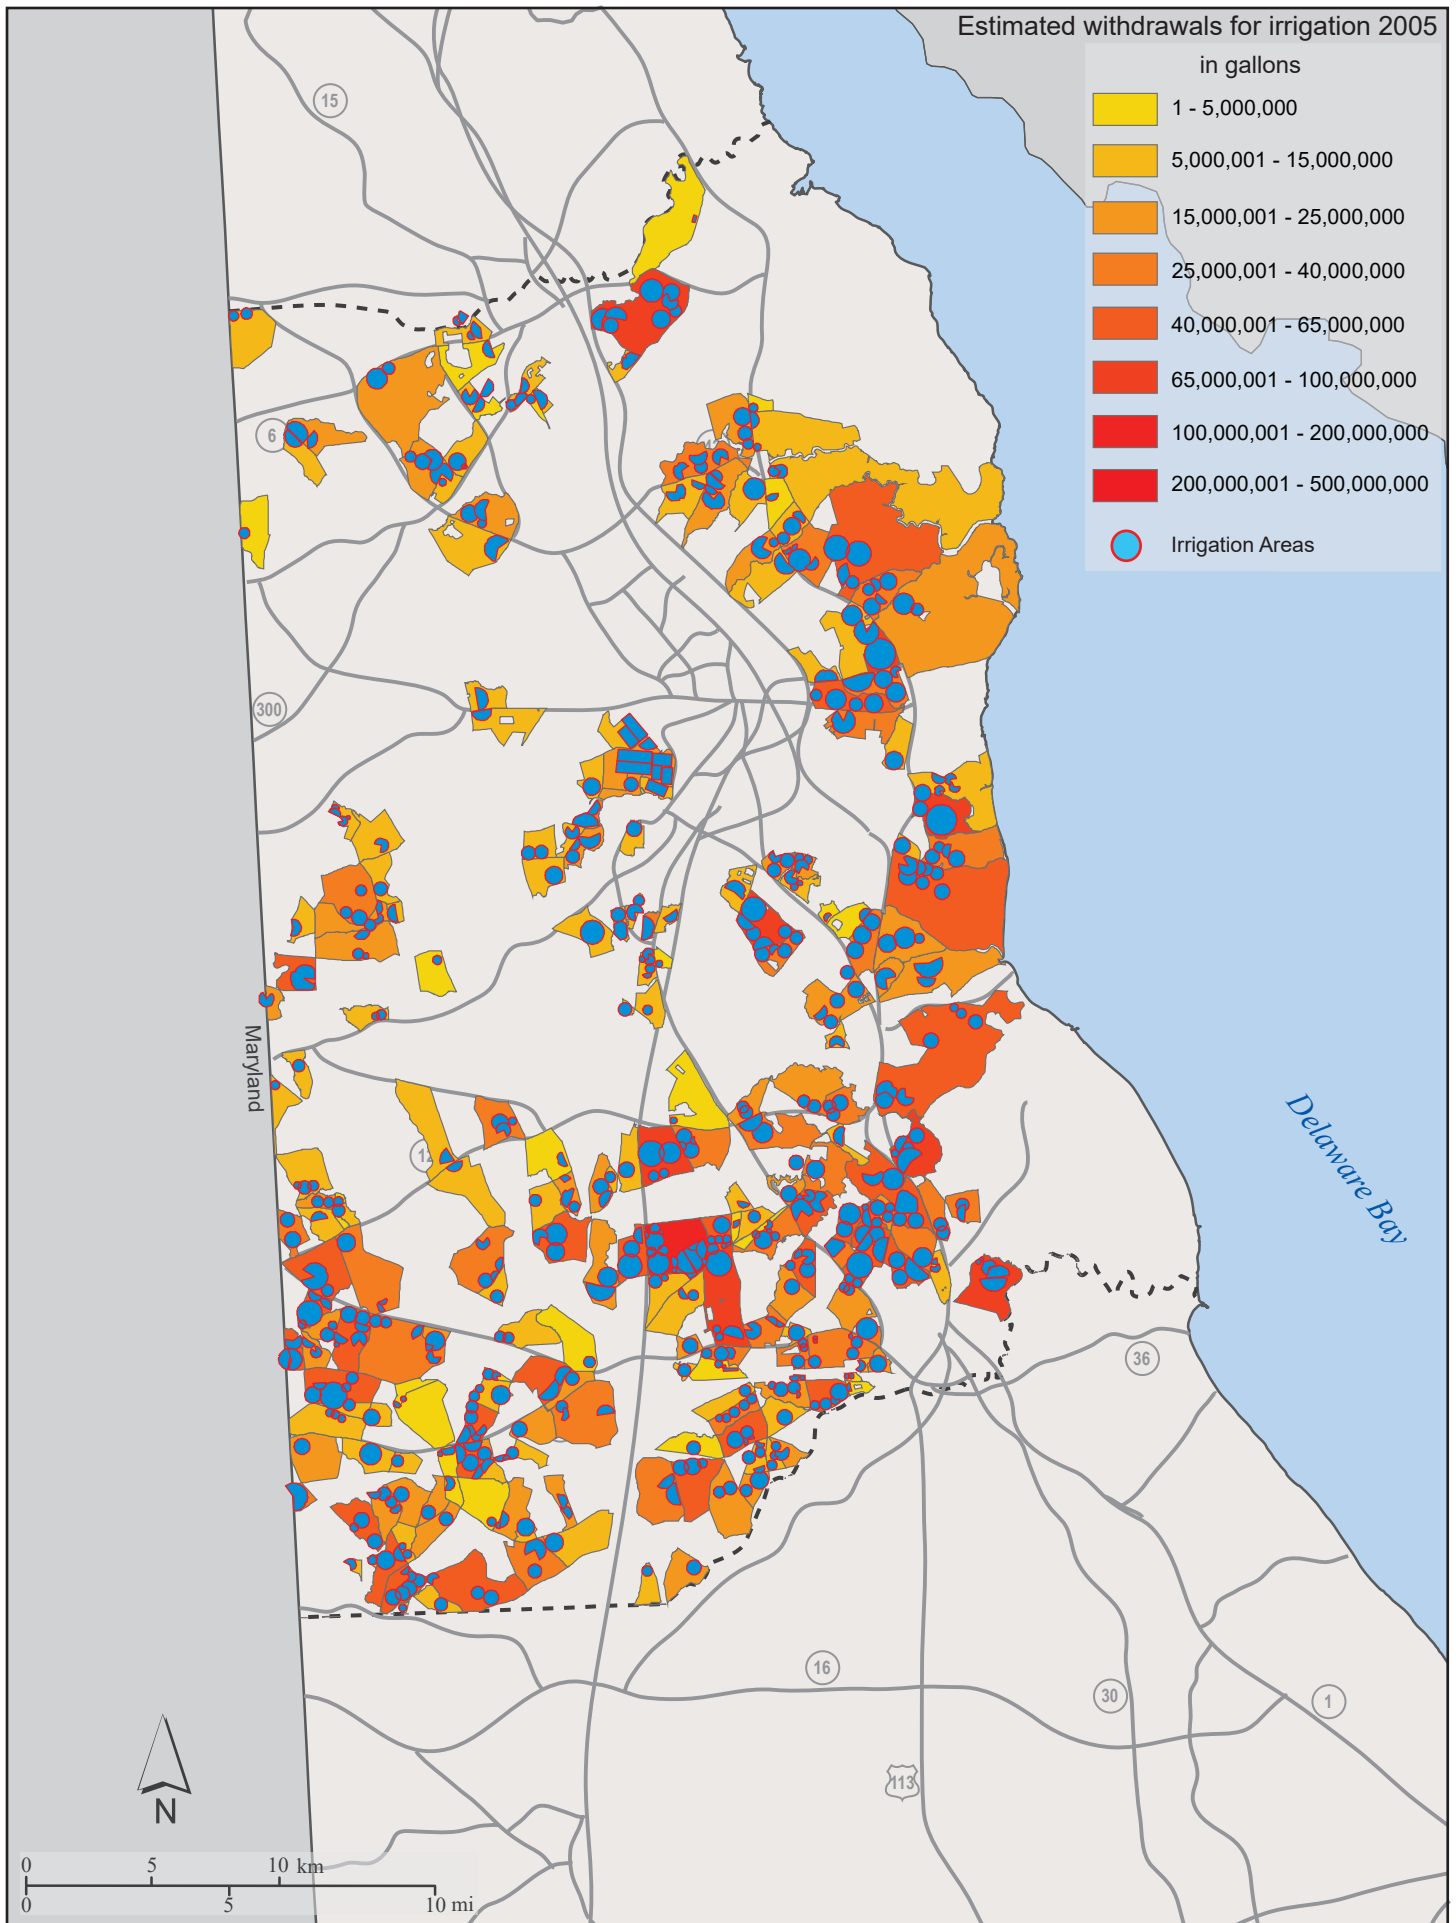 Estimated withdrawals for irrigation 2005
in gallons
1 - 5,000,000
5,000,001 - 15,000,000
15,000,001 - 25,000,000
25,000,001 - 40,000,000
40,000,001 - 65,000,000
65,000,001 - 100,000,000
100,000,001 - 200,000,000
200,000,001 - 500,000,000
Irrigation Areas
15
6
300
Maryland
12
Delaware Bay
36
16
30
1
113
N
0 5 10 km
0 5 10 mi